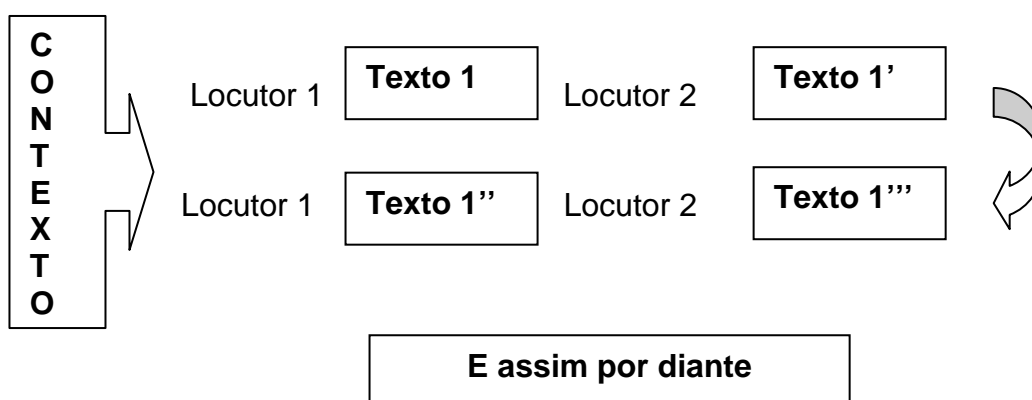 CONTEXTO
Locutor 1 Texto 1 Locutor 2 Texto 1’
Locutor 1 Texto 1’’ Locutor 2 Texto 1’’’
E assim por diante